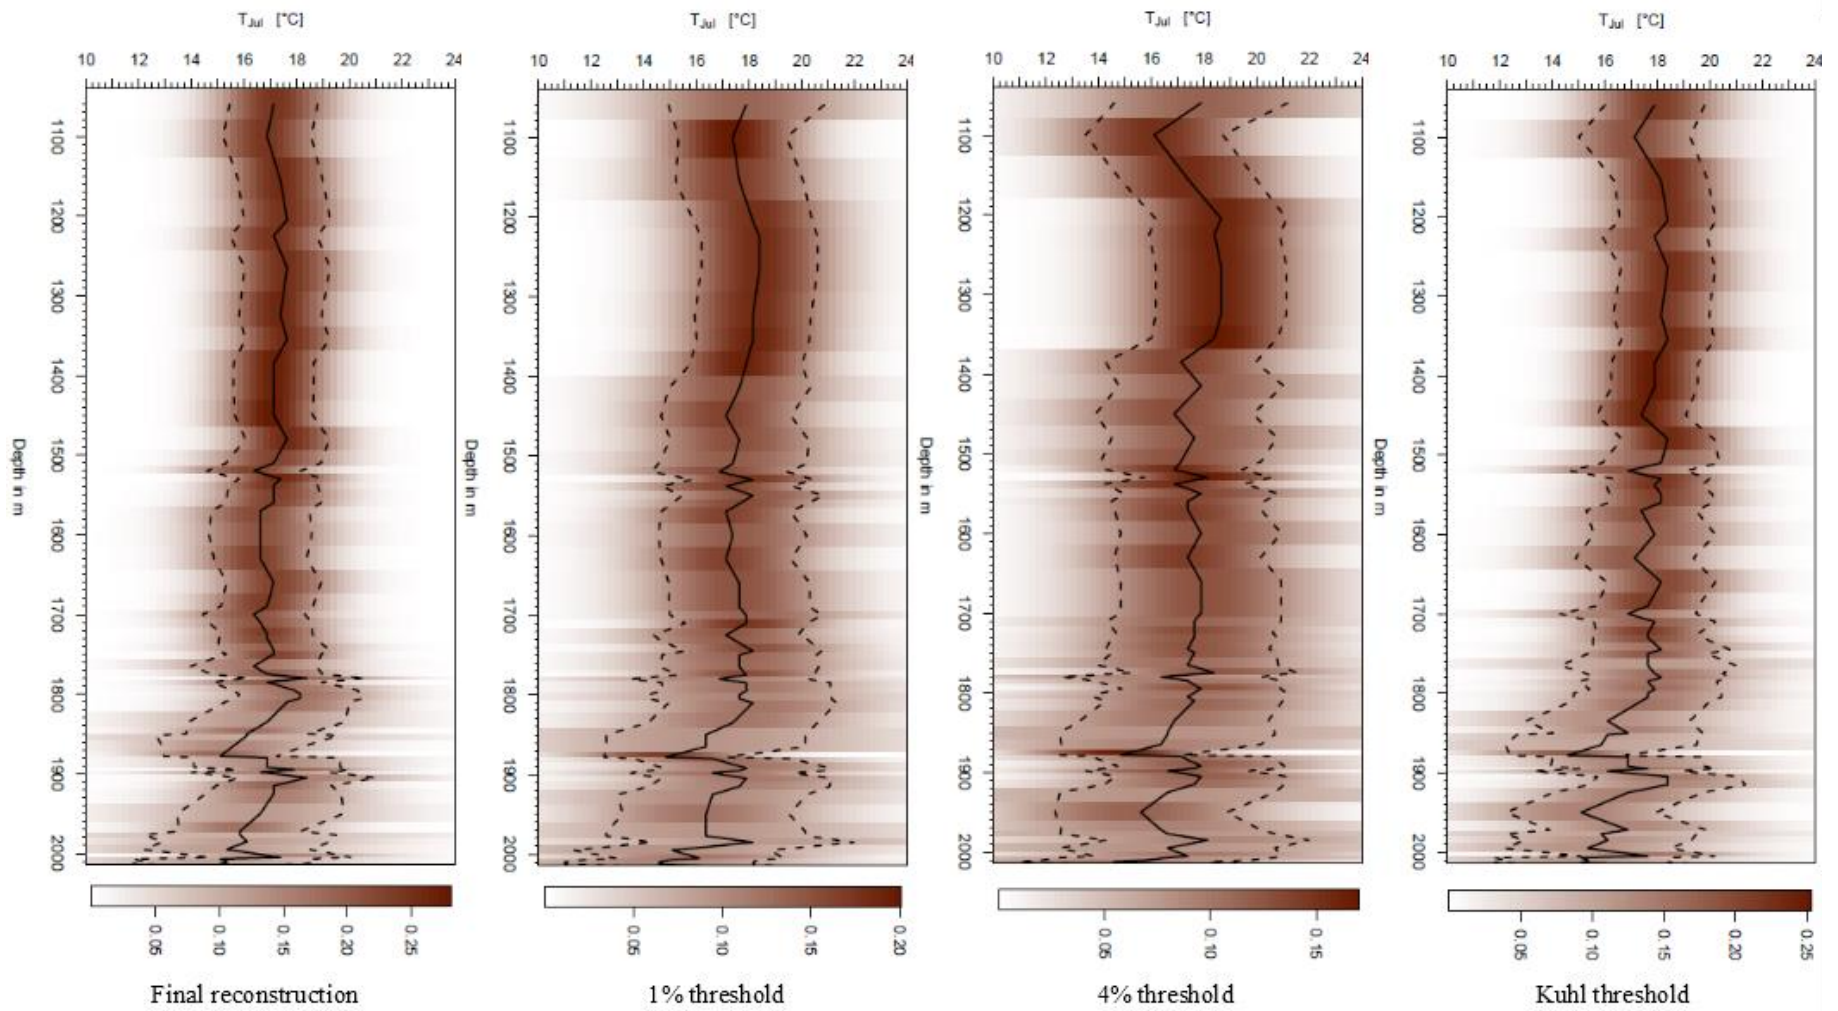 T_Jul [°C] T_Jul [°C] T_Jul [°C] T_Jul [°C]
10 12 14 16 18 20 22 24 10 12 14 16 18 20 22 24 10 12 14 16 18 20 22 24 10 12 14 16 18 20 22 24
1100 1100 1100 1100
1200 1200 1200 1200
1300 1300 1300 1300
1400 1400 1400 1400
Depth in m Depth in m Depth in m Depth in m
1500 1500 1500 1500
1600 1600 1600 1600
1700 1700 1700 1700
1800 1800 1800 1800
1900 1900 1900 1900
2000 2000 2000 2000
0.05 0.10 0.15 0.20 0.25 0.05 0.10 0.15 0.20 0.05 0.10 0.15 0.05 0.10 0.15 0.20 0.25
Final reconstruction 1% threshold 4% threshold Kuhl threshold